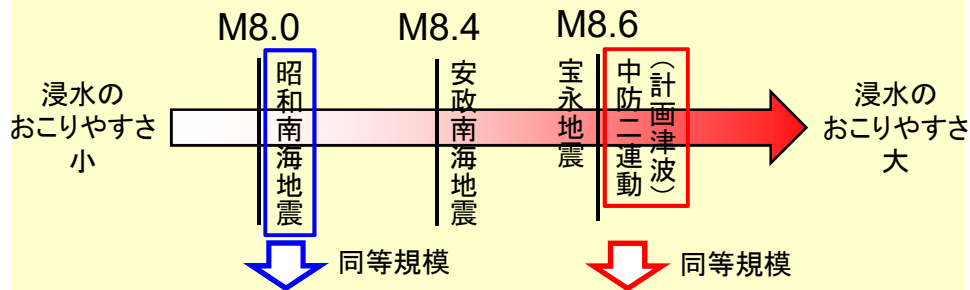 M8.0
M8.4
M8.6
浸水の
おこりやすさ
小
昭和南海地震
安政南海地震
宝永地震
中防二連動
（計画津波）
浸水の
おこりやすさ
大
同等規模
同等規模